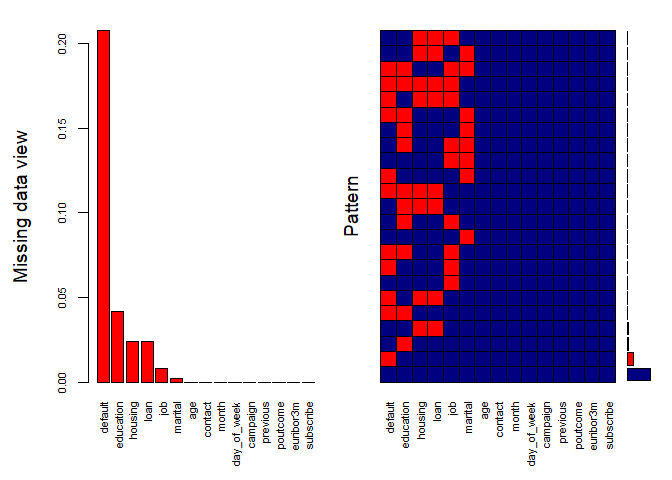 Missing data view
0.20
0.15
0.10
0.05
0.00
default
education
housing
loan
job
marital
age
contact
month
day_of_week
campaign
previous
poutcome
euribor3m
subscribe
Pattern
default
education
housing
loan
job
marital
age
contact
month
day_of_week
campaign
previous
poutcome
euribor3m
subscribe